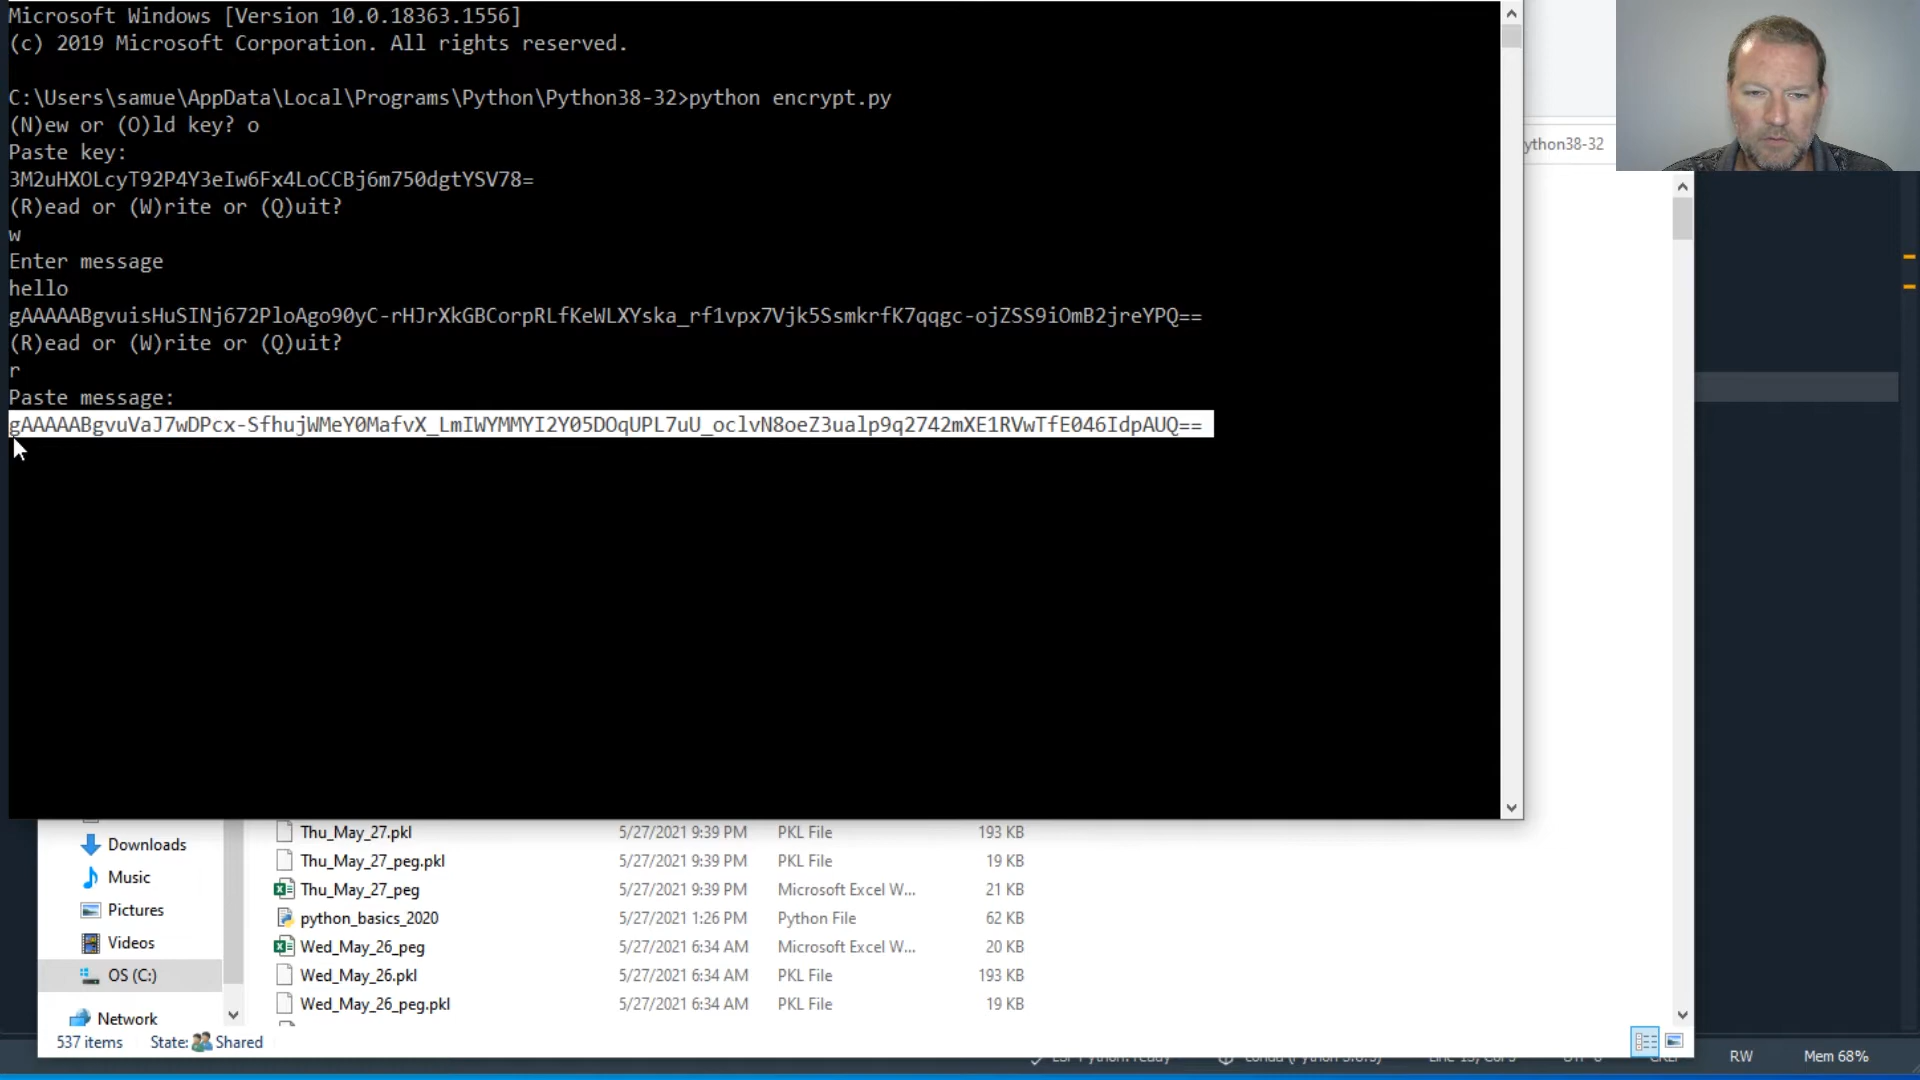 Microsoft Windows [Version 10.0.18363.1556]
(c) 2019 Microsoft Corporation. All rights reserved.
C:\Users\samue\AppData\Local\Programs\Python\Python38-32>python encrypt.py
(N)ew or (O)ld key? o
Paste key:
3M2uHXOLcyT92P4Y3eIw6Fx4LoCCBj6m750dgtYSV78=
(R)ead or (W)rite or (Q)uit?
w
Enter message
hello
gAAAAABgvuisHuSINj672PloAgo90yC-rHJrXkGBCorpRLfKeWLXYska_rf1vpx7Vjk5SsmkrfK7qqgc-ojZSS9iOmB2jreYPQ==
(R)ead or (W)rite or (Q)uit?
r
Paste message:
gAAAAABgvuVaJ7wDPcx-SfhujWMeY0MafvX_LmIWYMMYI2Y05DOqUPL7uU_oclvN8oeZ3ualp9q2742mXE1RVwTfE046IdpAUQ==
ython38-32
Thu_May_27.pkl 5/27/2021 9:39 PM PKL File 193 KB
Downloads
Thu_May_27_peg.pkl 5/27/2021 9:39 PM PKL File 19 KB
Music
Thu_May_27_peg 5/27/2021 9:39 PM Microsoft Excel W... 21 KB
Pictures
python_basics_2020 5/27/2021 1:26 PM Python File 62 KB
Videos
Wed_May_26_peg 5/27/2021 6:34 AM Microsoft Excel W... 20 KB
OS (C:)
Wed_May_26.pkl 5/27/2021 6:34 AM PKL File 193 KB
Wed_May_26_peg.pkl 5/27/2021 6:34 AM PKL File 19 KB
Network
537 items State: Shared
RW Mem 68%